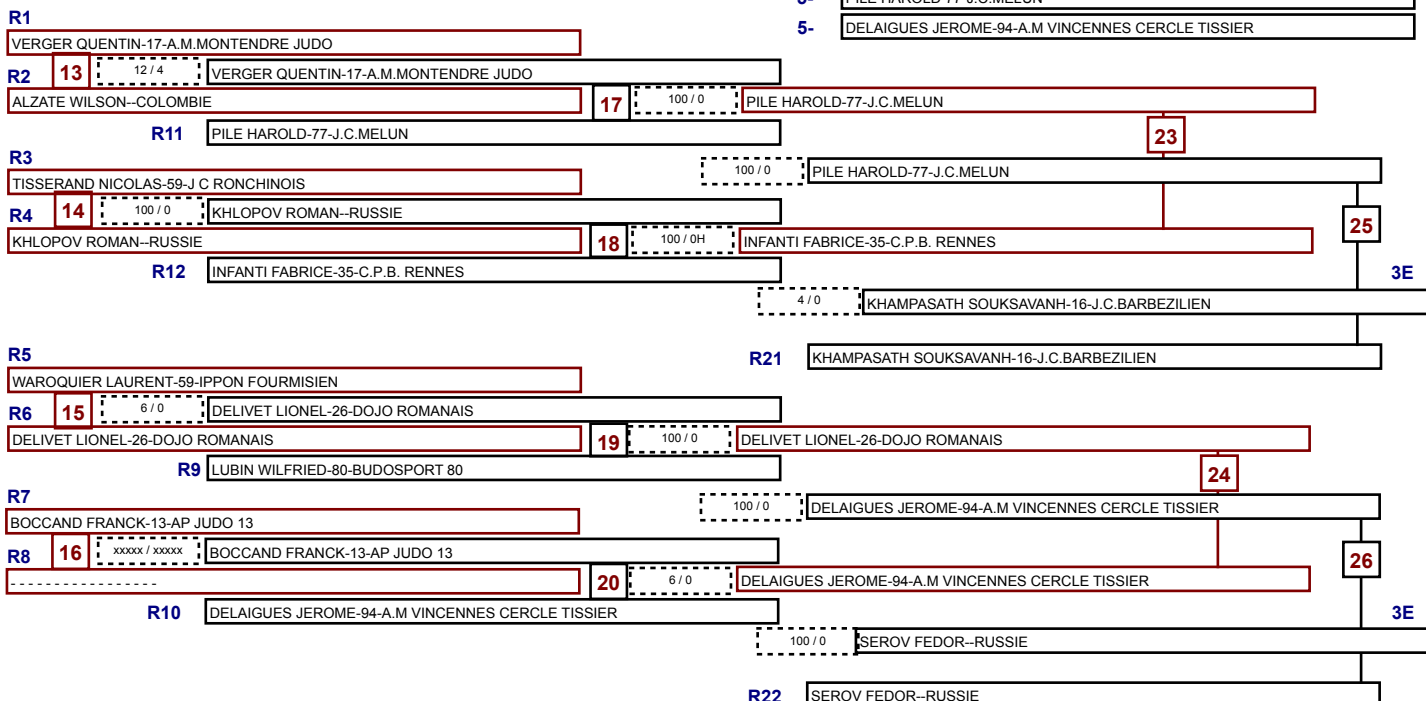 5- PILE HAROLD-77-J.C.MELUN
R1
5- DELAIGUES JEROME-94-A.M VINCENNES CERCLE TISSIER
VERGER QUENTIN-17-A.M.MONTENDRE JUDO
R2 13 12 / 4 VERGER QUENTIN-17-A.M.MONTENDRE JUDO
ALZATE WILSON--COLOMBIE 17 100 / 0 PILE HAROLD-77-J.C.MELUN
R11 PILE HAROLD-77-J.C.MELUN 23
R3
100 / 0 PILE HAROLD-77-J.C.MELUN
TISSERAND NICOLAS-59-J C RONCHINOIS
R4 14 100 / 0 KHLOPOV ROMAN--RUSSIE 25
KHLOPOV ROMAN--RUSSIE 18 100 / 0H INFANTI FABRICE-35-C.P.B. RENNES
R12 INFANTI FABRICE-35-C.P.B. RENNES 3E
4 / 0 KHAMPASATH SOUKSAVANH-16-J.C.BARBEZILIEN
R5
R21 KHAMPASATH SOUKSAVANH-16-J.C.BARBEZILIEN
WAROQUIER LAURENT-59-IPPON FOURMISIEN
R6 15 6 / 0 DELIVET LIONEL-26-DOJO ROMANAIS
DELIVET LIONEL-26-DOJO ROMANAIS 19 100 / 0 DELIVET LIONEL-26-DOJO ROMANAIS
R9 LUBIN WILFRIED-80-BUDOSPORT 80 24
R7
100 / 0 DELAIGUES JEROME-94-A.M VINCENNES CERCLE TISSIER
BOCCAND FRANCK-13-AP JUDO 13
R8 16 xxxxx / xxxxx BOCCAND FRANCK-13-AP JUDO 13 26
- - - - - - - - - - - - - - - - - 20 6 / 0 DELAIGUES JEROME-94-A.M VINCENNES CERCLE TISSIER
R10 DELAIGUES JEROME-94-A.M VINCENNES CERCLE TISSIER 3E
100 / 0 SEROV FEDOR--RUSSIE
R22 SEROV FEDOR--RUSSIE